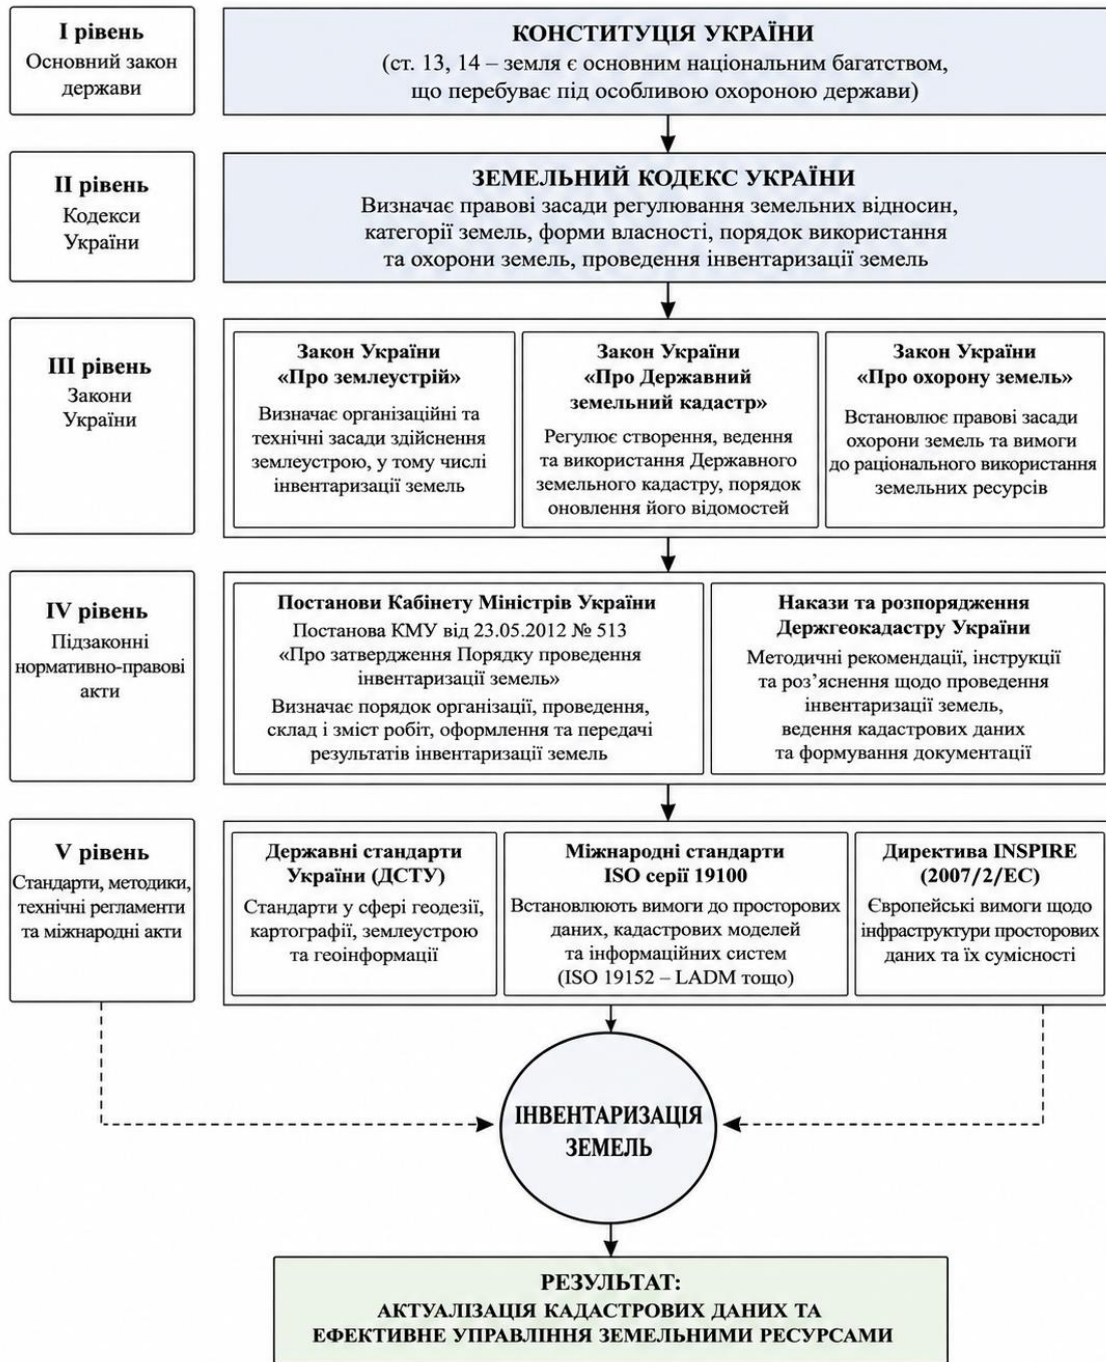 I рівень
Основний закон
держави
КОНСТИТУЦІЯ УКРАЇНИ
(ст. 13, 14 – земля є основним національним багатством,
що перебуває під особливою охороною держави)
II рівень
Кодекси
України
ЗЕМЕЛЬНИЙ КОДЕКС УКРАЇНИ
Визначає правові засади регулювання земельних відносин,
категорії земель, форми власності, порядок використання
та охорони земель, проведення інвентаризації земель
III рівень
Закони
України
Закон України
«Про землеустрій»
Визначає організаційні та
технічні засади здійснення
землеустрою, у тому числі
інвентаризації земель
Закон України
«Про Державний
земельний кадастр»
Регулює створення, ведення
та використання Державного
земельного кадастру, порядок
оновлення його відомостей
Закон України
«Про охорону земель»
Встановлює правові засади
охорони земель та вимоги
до раціонального використання
земельних ресурсів
IV рівень
Підзаконні
нормативно-правові
акти
Постанови Кабінету Міністрів України
Постанова КМУ від 23.05.2012 № 513
«Про затвердження Порядку проведення
інвентаризації земель»
Визначає порядок організації, проведення,
склад і зміст робіт, оформлення та передачі
результатів інвентаризації земель
Накази та розпорядження
Держгеокадастру України
Методичні рекомендації, інструкції
та роз’яснення щодо проведення
інвентаризації земель,
ведення кадастрових даних
та формування документації
V рівень
Стандарти, методики,
технічні регламенти
та міжнародні акти
Державні стандарти
України (ДСТУ)
Стандарти у сфері геодезії,
картографії, землеустрою
та геоінформації
Міжнародні стандарти
ISO серії 19100
Встановлюють вимоги до просторових
даних, кадастрових моделей
та інформаційних систем
(ISO 19152 – LADM тощо)
Директива INSPIRE
(2007/2/EC)
Європейські вимоги щодо
інфраструктури просторових
даних та їх сумісності
ІНВЕНТАРИЗАЦІЯ
ЗЕМЕЛЬ
РЕЗУЛЬТАТ:
АКТУАЛІЗАЦІЯ КАДАСТРОВИХ ДАНИХ ТА
ЕФЕКТИВНЕ УПРАВЛІННЯ ЗЕМЕЛЬНИМИ РЕСУРСАМИ